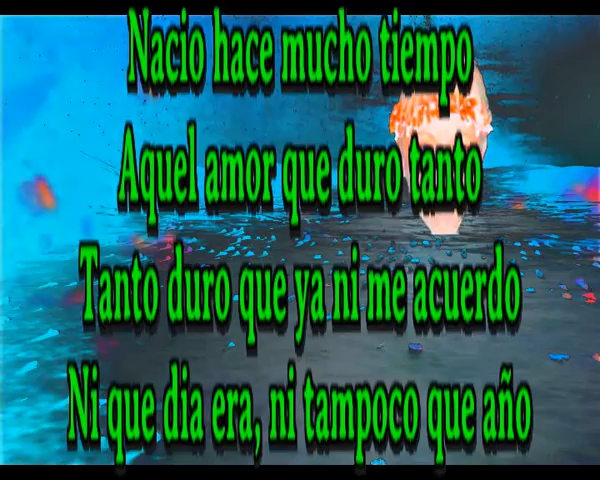 Nacio hace mucho tiempo
Aquel amor que duro tanto
Tanto duro que ya ni me acuerdo
Ni que dia era, ni tampoco que año